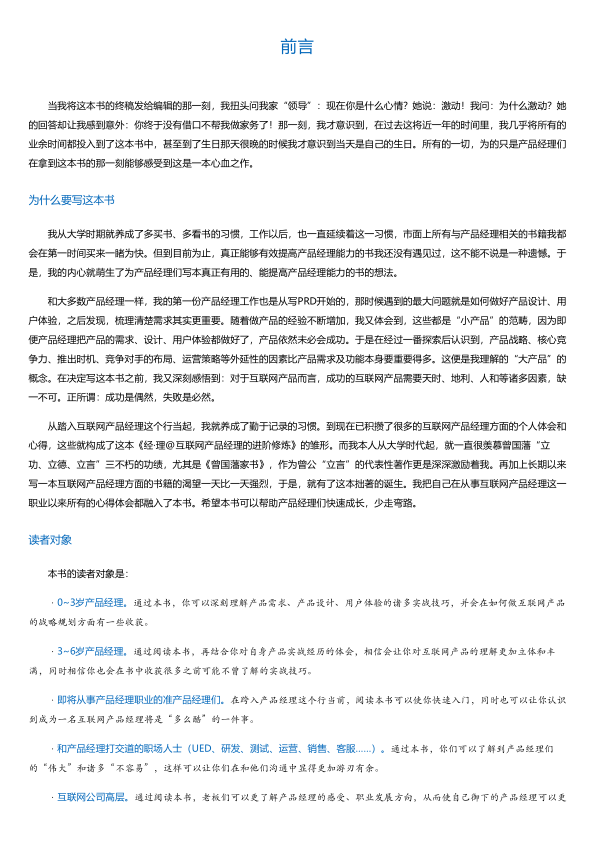 前言
当我将这本书的终稿发给编辑的那一刻，我扭头问我家“领导”：现在你是什么心情？她说：激动！我问：为什么激动？她
的回答却让我感到意外：你终于没有借口不帮我做家务了！那一刻，我才意识到，在过去这将近一年的时间里，我几乎将所有的
业余时间都投入到了这本书中，甚至到了生日那天很晚的时候我才意识到当天是自己的生日。所有的一切，为的只是产品经理们
在拿到这本书的那一刻能够感受到这是一本心血之作。
为什么要写这本书
我从大学时期就养成了多买书、多看书的习惯，工作以后，也一直延续着这一习惯，市面上所有与产品经理相关的书籍我都
会在第一时间买来一睹为快。但到目前为止，真正能够有效提高产品经理能力的书我还没有遇见过，这不能不说是一种遗憾。于
是，我的内心就萌生了为产品经理们写本真正有用的、能提高产品经理能力的书的想法。
和大多数产品经理一样，我的第一份产品经理工作也是从写PRD开始的，那时候遇到的最大问题就是如何做好产品设计、用
户体验，之后发现，梳理清楚需求其实更重要。随着做产品的经验不断增加，我又体会到，这些都是“小产品”的范畴，因为即
便产品经理把产品的需求、设计、用户体验都做好了，产品依然未必会成功。于是在经过一番探索后认识到，产品战略、核心竞
争力、推出时机、竞争对手的布局、运营策略等外延性的因素比产品需求及功能本身要重要得多。这便是我理解的“大产品”的
概念。在决定写这本书之前，我又深刻感悟到：对于互联网产品而言，成功的互联网产品需要天时、地利、人和等诸多因素，缺
一不可。正所谓：成功是偶然，失败是必然。
从踏入互联网产品经理这个行当起，我就养成了勤于记录的习惯。到现在已积攒了很多的互联网产品经理方面的个人体会和
心得，这些就构成了这本《经·理@互联网产品经理的进阶修炼》的雏形。而我本人从大学时代起，就一直很羡慕曾国藩“立
功、立德、立言”三不朽的功绩，尤其是《曾国藩家书》，作为曾公“立言”的代表性著作更是深深激励着我。再加上长期以来
写一本互联网产品经理方面的书籍的渴望一天比一天强烈，于是，就有了这本拙著的诞生。我把自己在从事互联网产品经理这一
职业以来所有的心得体会都融入了本书。希望本书可以帮助产品经理们快速成长，少走弯路。
读者对象
本书的读者对象是：
·0~3岁产品经理。通过本书，你可以深刻理解产品需求、产品设计、用户体验的诸多实战技巧，并会在如何做互联网产品
的战略规划方面有一些收获。
·3~6岁产品经理。通过阅读本书，再结合你对自身产品实战经历的体会，相信会让你对互联网产品的理解更加立体和丰
满，同时相信你也会在书中收获很多之前可能不曾了解的实战技巧。
·即将从事产品经理职业的准产品经理们。在跨入产品经理这个行当前，阅读本书可以使你快速入门，同时也可以让你认识
到成为一名互联网产品经理将是“多么酷”的一件事。
·和产品经理打交道的职场人士（UED、研发、测试、运营、销售、客服……）。通过本书，你们可以了解到产品经理们
的“伟大”和诸多“不容易”，这样可以让你们在和他们沟通中显得更加游刃有余。
·互联网公司高层。通过阅读本书，老板们可以更了解产品经理的感受、职业发展方向，从而使自己御下的产品经理可以更